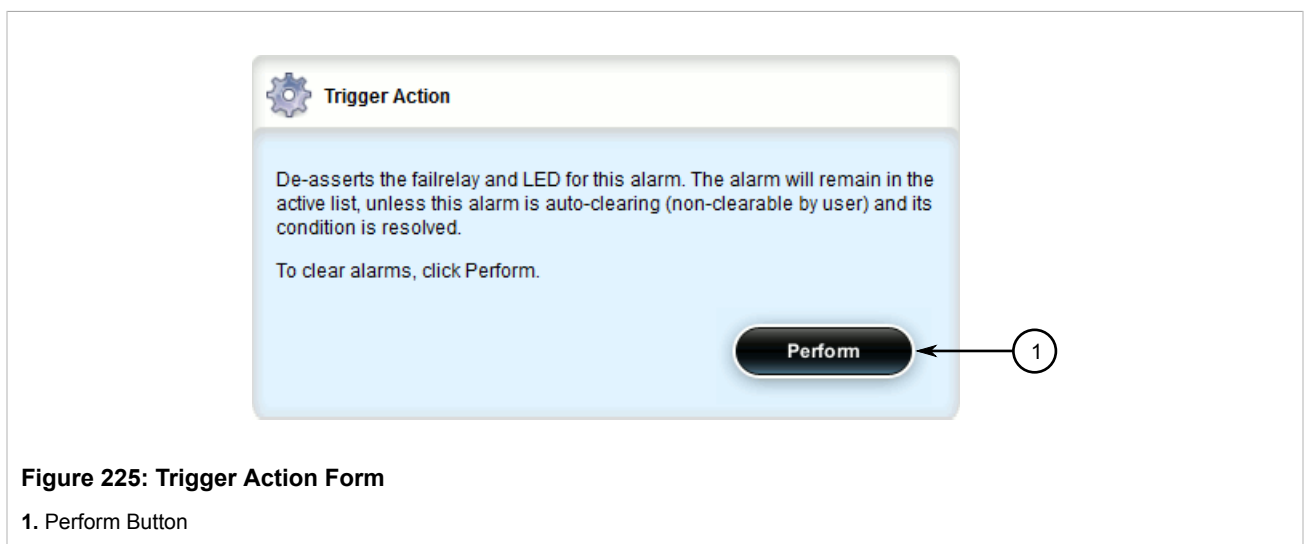 Trigger Action
De-asserts the failrelay and LED for this alarm. The alarm will remain in the
active list, unless this alarm is auto-clearing (non-clearable by user) and its
condition is resolved.
To clear alarms, click Perform.
Perform
1
Figure 225: Trigger Action Form
1. Perform Button